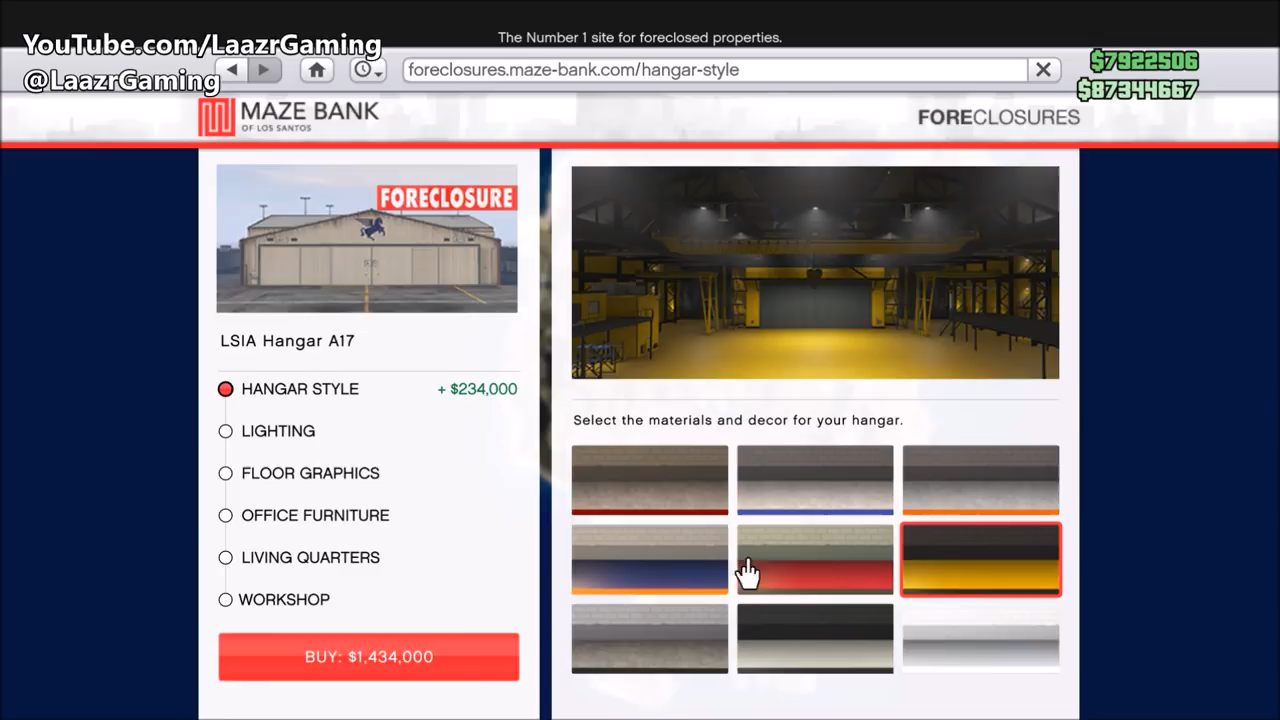 The Number 1 site for foreclosed properties.
YouTube.com/LaazrGaming
@LaazrGaming
foreclosures.maze-bank.com/hangar-style
$7922506
$87344667
MAZE BANK
OF LOS SANTOS
FORECLOSURES
FORECLOSURE
LSIA Hangar A17
HANGAR STYLE + $234,000
LIGHTING
FLOOR GRAPHICS
OFFICE FURNITURE
LIVING QUARTERS
WORKSHOP
BUY: $1,434,000
Select the materials and decor for your hangar.